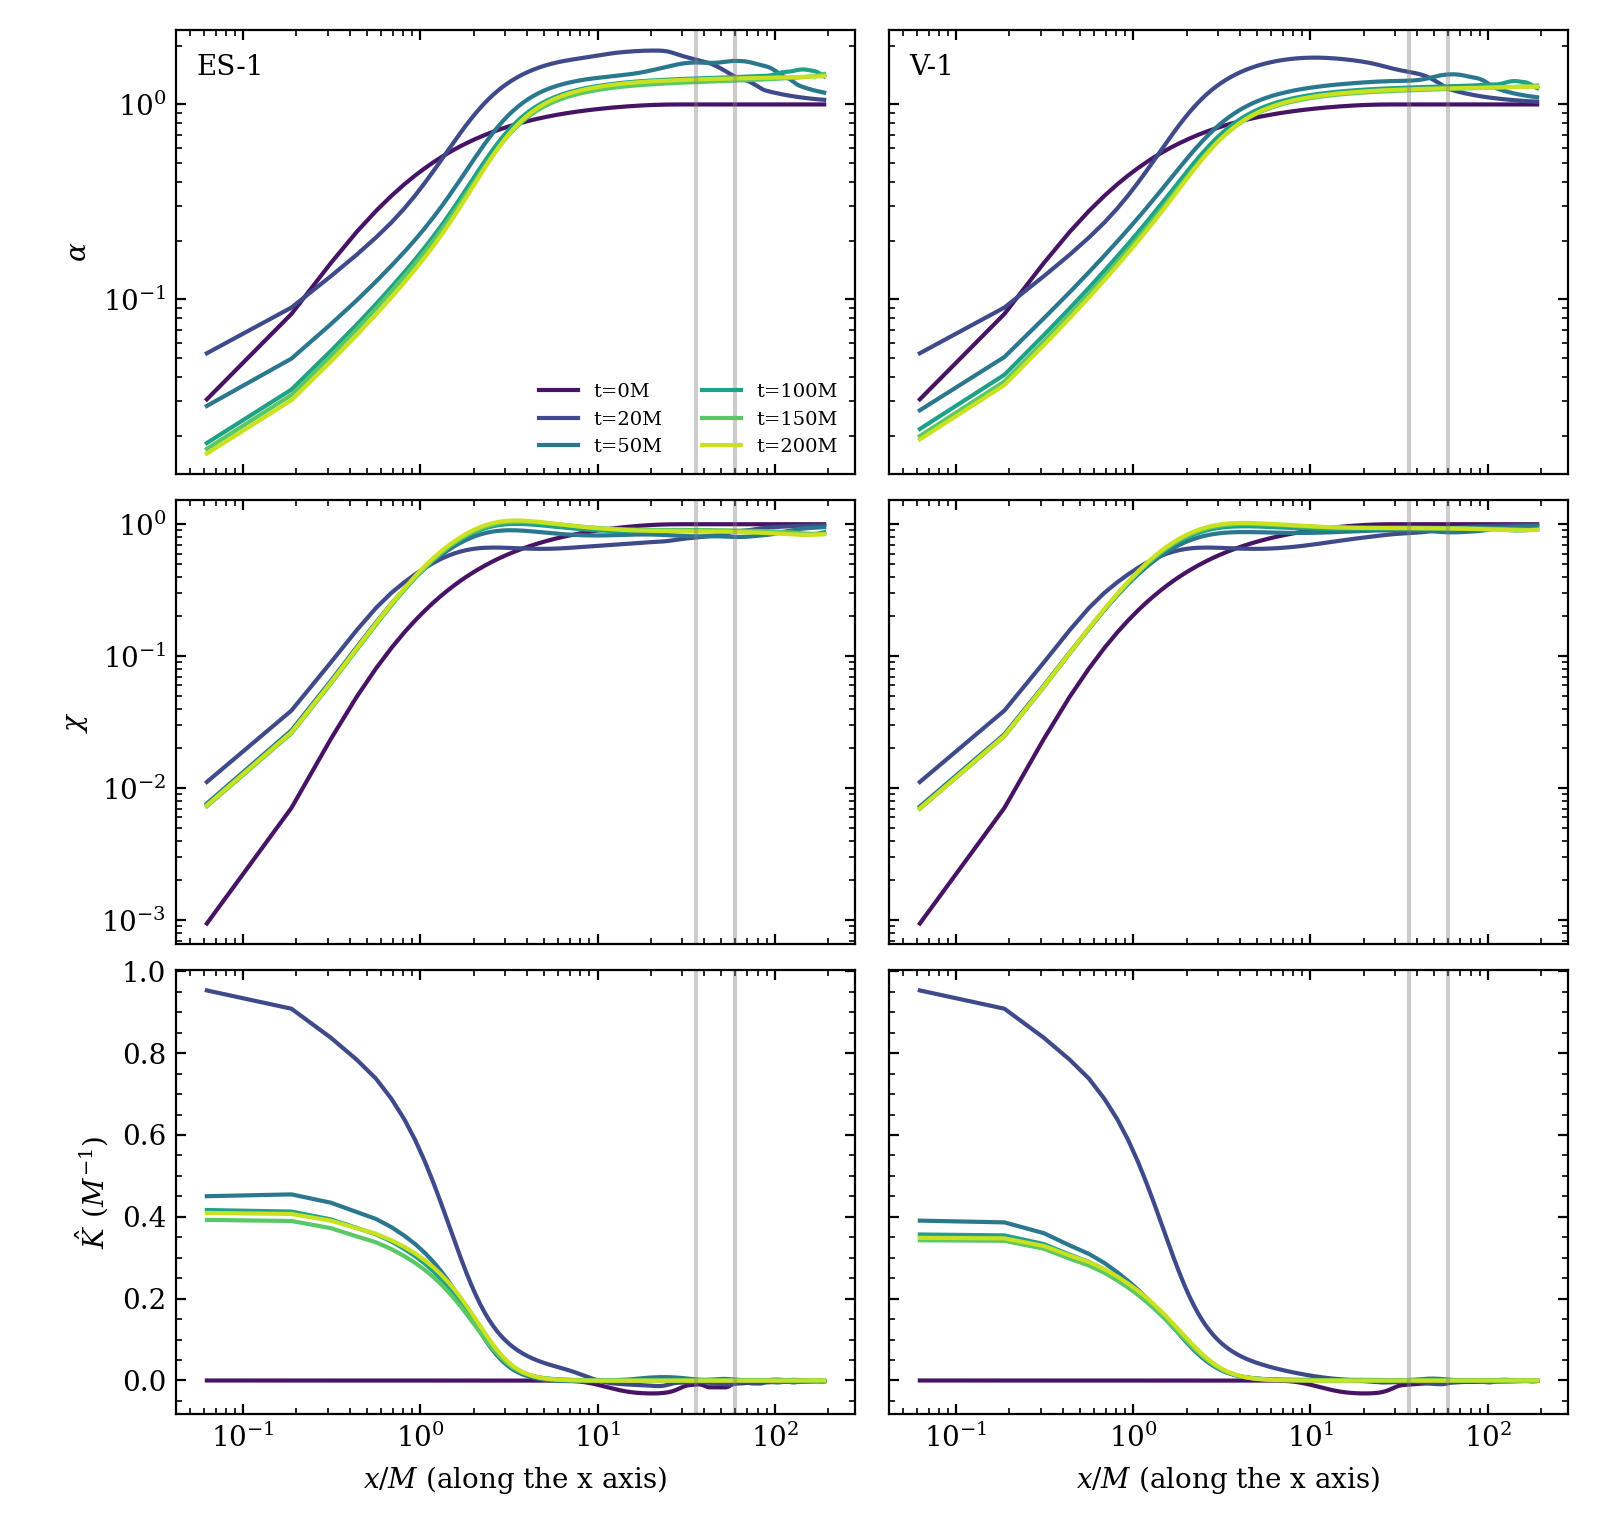 ES-1
V-1
10⁰
10⁻¹
α
t=0M
t=20M
t=50M
t=100M
t=150M
t=200M
10⁰
10⁻¹
10⁻²
10⁻³
χ
1.0
0.8
0.6
0.4
0.2
0.0
K̂ (M⁻¹)
10⁻¹ 10⁰ 10¹ 10²
10⁻¹ 10⁰ 10¹ 10²
x/M (along the x axis)
x/M (along the x axis)